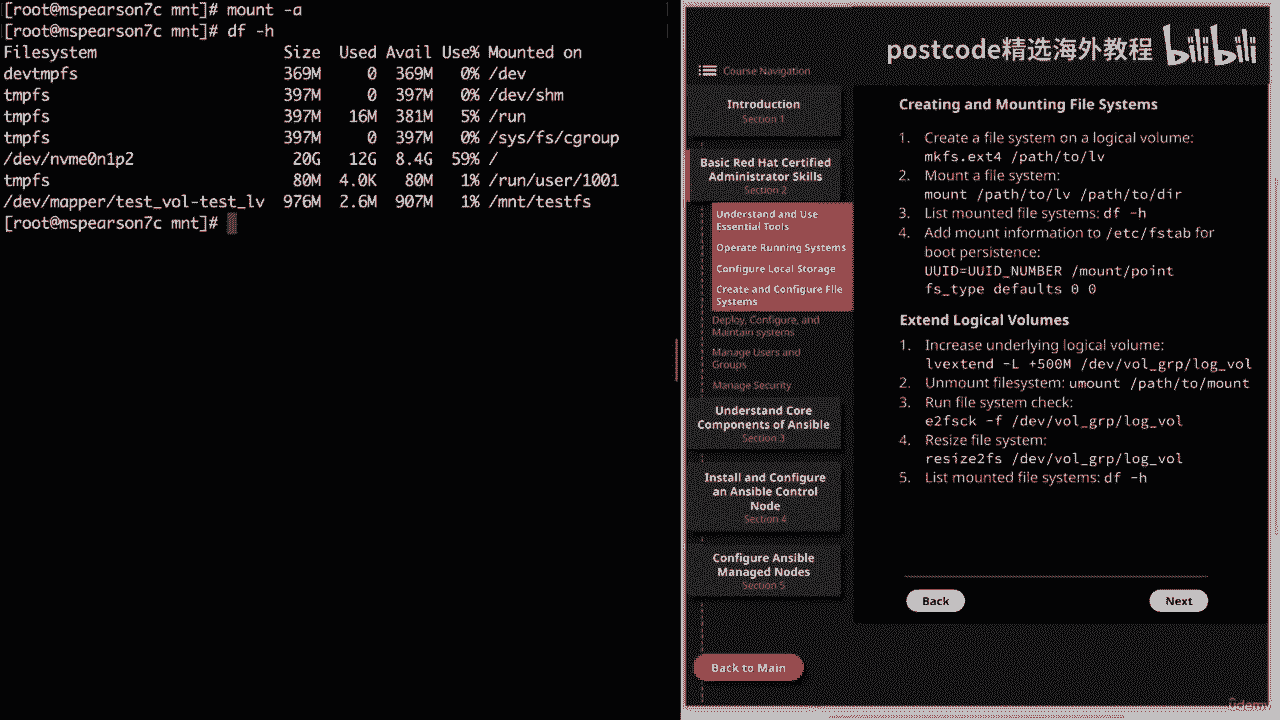 [root@mspearson7c mnt]# mount -a
[root@mspearson7c mnt]# df -h
Filesystem Size Used Avail Use% Mounted on
devtmpfs 369M 0 369M 0% /dev
tmpfs 397M 0 397M 0% /dev/shm
tmpfs 397M 16M 381M 5% /run
tmpfs 397M 0 397M 0% /sys/fs/cgroup
/dev/nvme0n1p2 20G 12G 8.4G 59% /
tmpfs 80M 4.0K 80M 1% /run/user/1001
/dev/mapper/test_vol-test_lv 976M 2.6M 907M 1% /mnt/testfs
[root@mspearson7c mnt]#
postcode精选海外教程 bilibili
Course Navigation
Introduction
Section 1
Basic Red Hat Certified
Administrator Skills
Section 2
Understand and Use
Essential Tools
Operate Running Systems
Configure Local Storage
Create and Configure File
Systems
Deploy, Configure, and
Maintain systems
Manage Users and
Groups
Manage Security
Understand Core
Components of Ansible
Section 3
Install and Configure
an Ansible Control
Node
Section 4
Configure Ansible
Managed Nodes
Section 5
Back to Main
Creating and Mounting File Systems
1. Create a file system on a logical volume:
mkfs.ext4 /path/to/lv
2. Mount a file system:
mount /path/to/lv /path/to/dir
3. List mounted file systems: df -h
4. Add mount information to /etc/fstab for
boot persistence:
UUID=UUID_NUMBER /mount/point
fs_type defaults 0 0
Extend Logical Volumes
1. Increase underlying logical volume:
lvextend -L +500M /dev/vol_grp/log_vol
2. Unmount filesystem: umount /path/to/mount
3. Run file system check:
e2fsck -f /dev/vol_grp/log_vol
4. Resize file system:
resize2fs /dev/vol_grp/log_vol
5. List mounted file systems: df -h
Back
Next
ûdemy